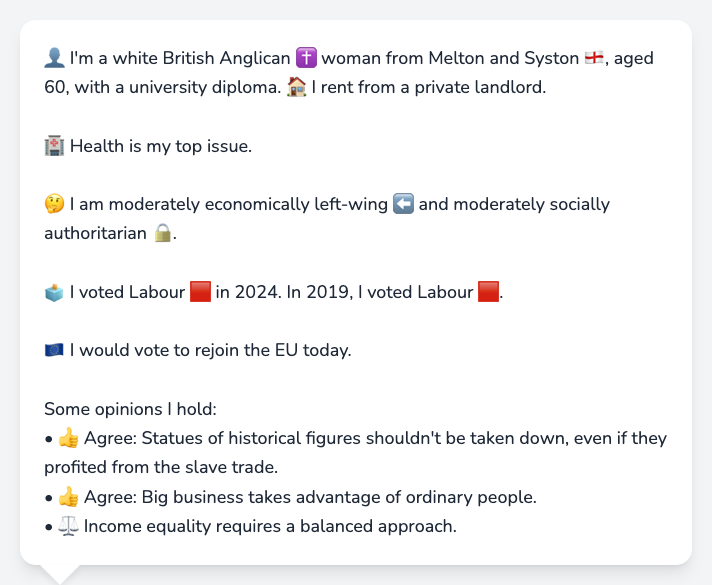 👤 I'm a white British Anglican ✝️ woman from Melton and Syston 🏴󠁧󠁢󠁥󠁮󠁧󠁿, aged
60, with a university diploma. 🏠 I rent from a private landlord.
🏥 Health is my top issue.
🤔 I am moderately economically left-wing ⬅️ and moderately socially
authoritarian 🔒.
🗳️ I voted Labour 🟥 in 2024. In 2019, I voted Labour 🟥.
🇪🇺 I would vote to rejoin the EU today.
Some opinions I hold:
• 👍 Agree: Statues of historical figures shouldn't be taken down, even if they
profited from the slave trade.
• 👍 Agree: Big business takes advantage of ordinary people.
• ⚖️ Income equality requires a balanced approach.